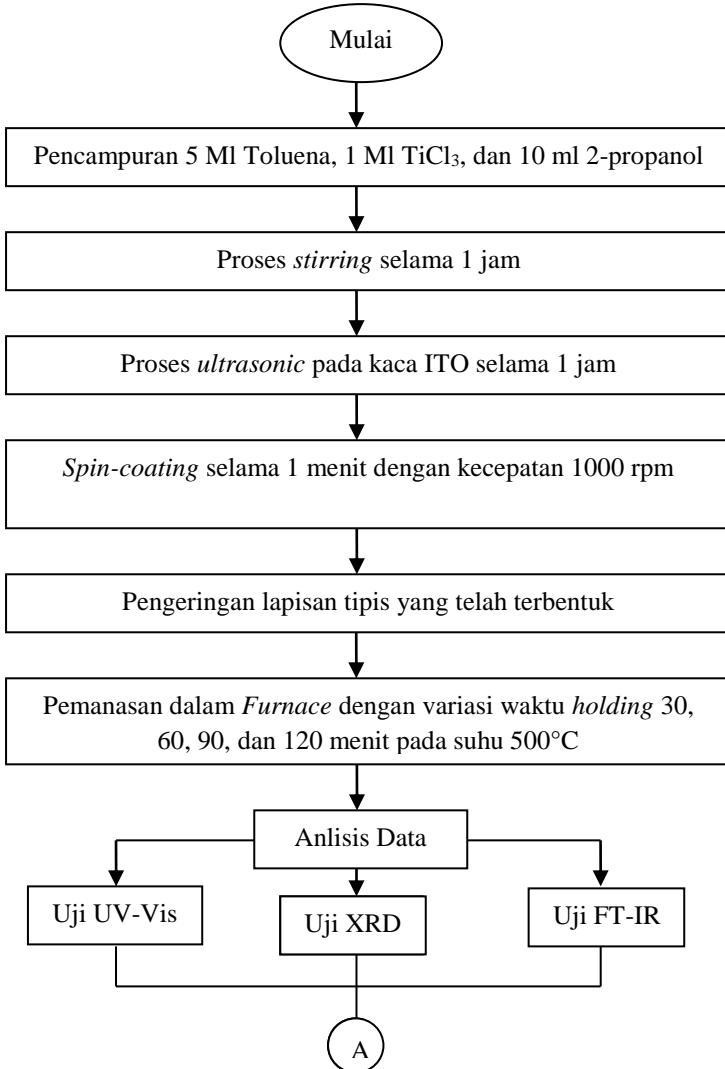 Mulai
Pencampuran 5 Ml Toluena, 1 Ml TiCl₃, dan 10 ml 2-propanol
Proses stirring selama 1 jam
Proses ultrasonic pada kaca ITO selama 1 jam
Spin-coating selama 1 menit dengan kecepatan 1000 rpm
Pengeringan lapisan tipis yang telah terbentuk
Pemanasan dalam Furnace dengan variasi waktu holding 30,
60, 90, dan 120 menit pada suhu 500°C
Anlisis Data
Uji UV-Vis
Uji XRD
Uji FT-IR
A